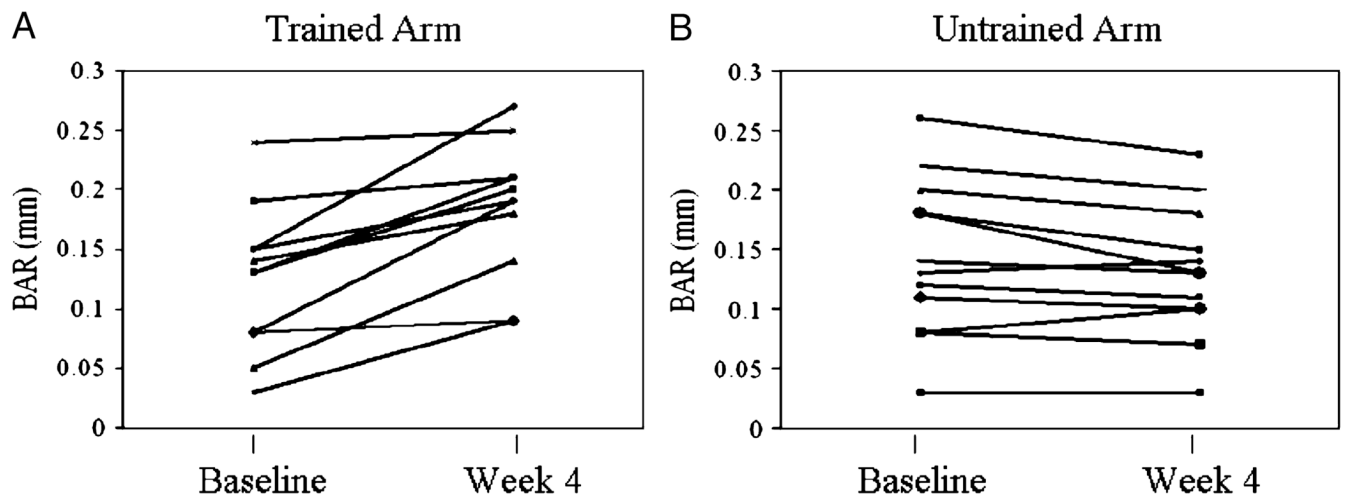 A
Trained Arm
BAR (mm)
0.3
0.25
0.2
0.15
0.1
0.05
0
Baseline
Week 4
B
Untrained Arm
BAR (mm)
0.3
0.25
0.2
0.15
0.1
0.05
0
Baseline
Week 4